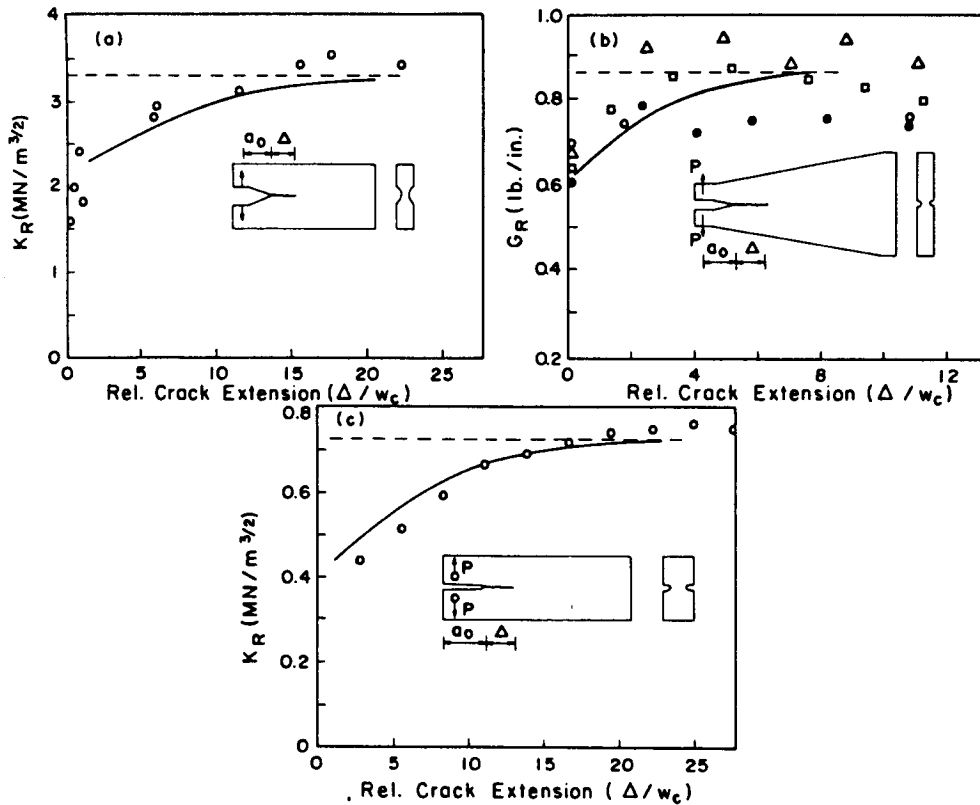 (a)
4
3
2
1
0
K_R (MN/m^3/2)
a_o Δ
0 5 10 15 20 25
Rel. Crack Extension (Δ/w_c)
(b)
1.0
0.8
0.6
0.4
0.2
G_R (lb./in.)
P
P
a_o Δ
0 4 8 12
Rel. Crack Extension (Δ/w_c)
(c)
0.8
0.6
0.4
0.2
0
K_R (MN/m^3/2)
P
P
a_o Δ
0 5 10 15 20 25
Rel. Crack Extension (Δ/w_c)